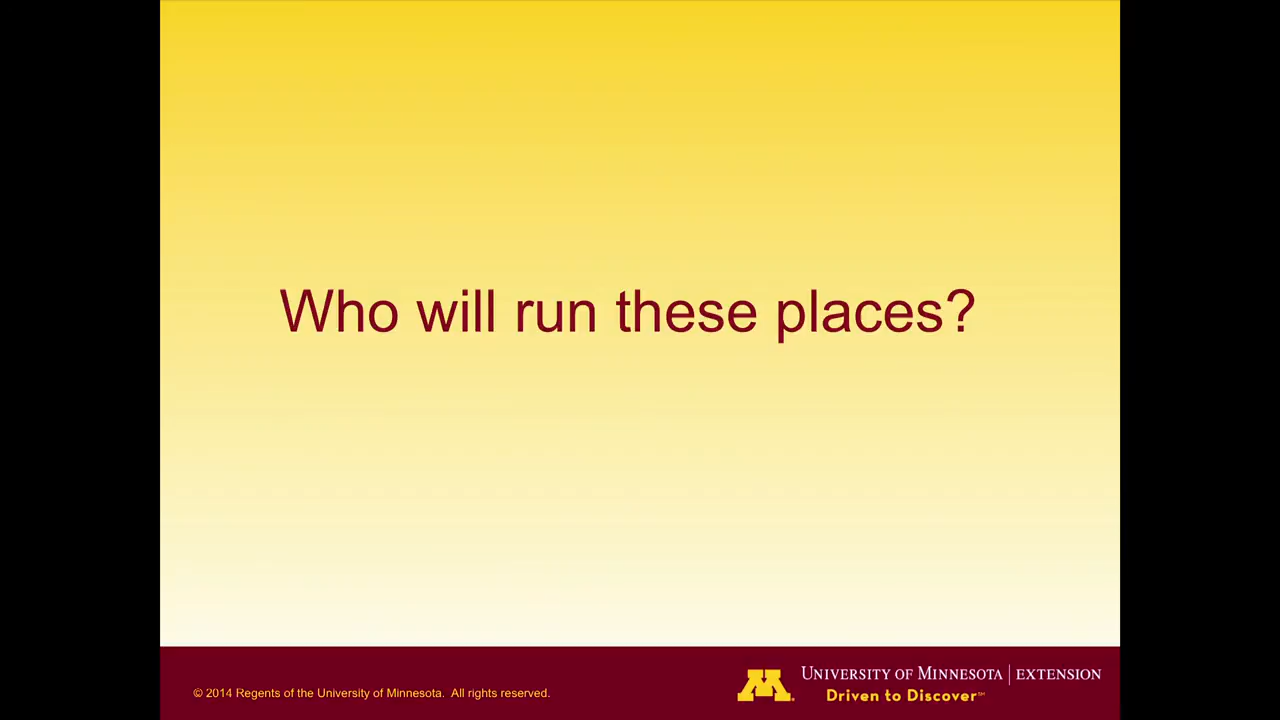 Who will run these places?
© 2014 Regents of the University of Minnesota. All rights reserved.
UNIVERSITY OF MINNESOTA | EXTENSION
Driven to Discover℠